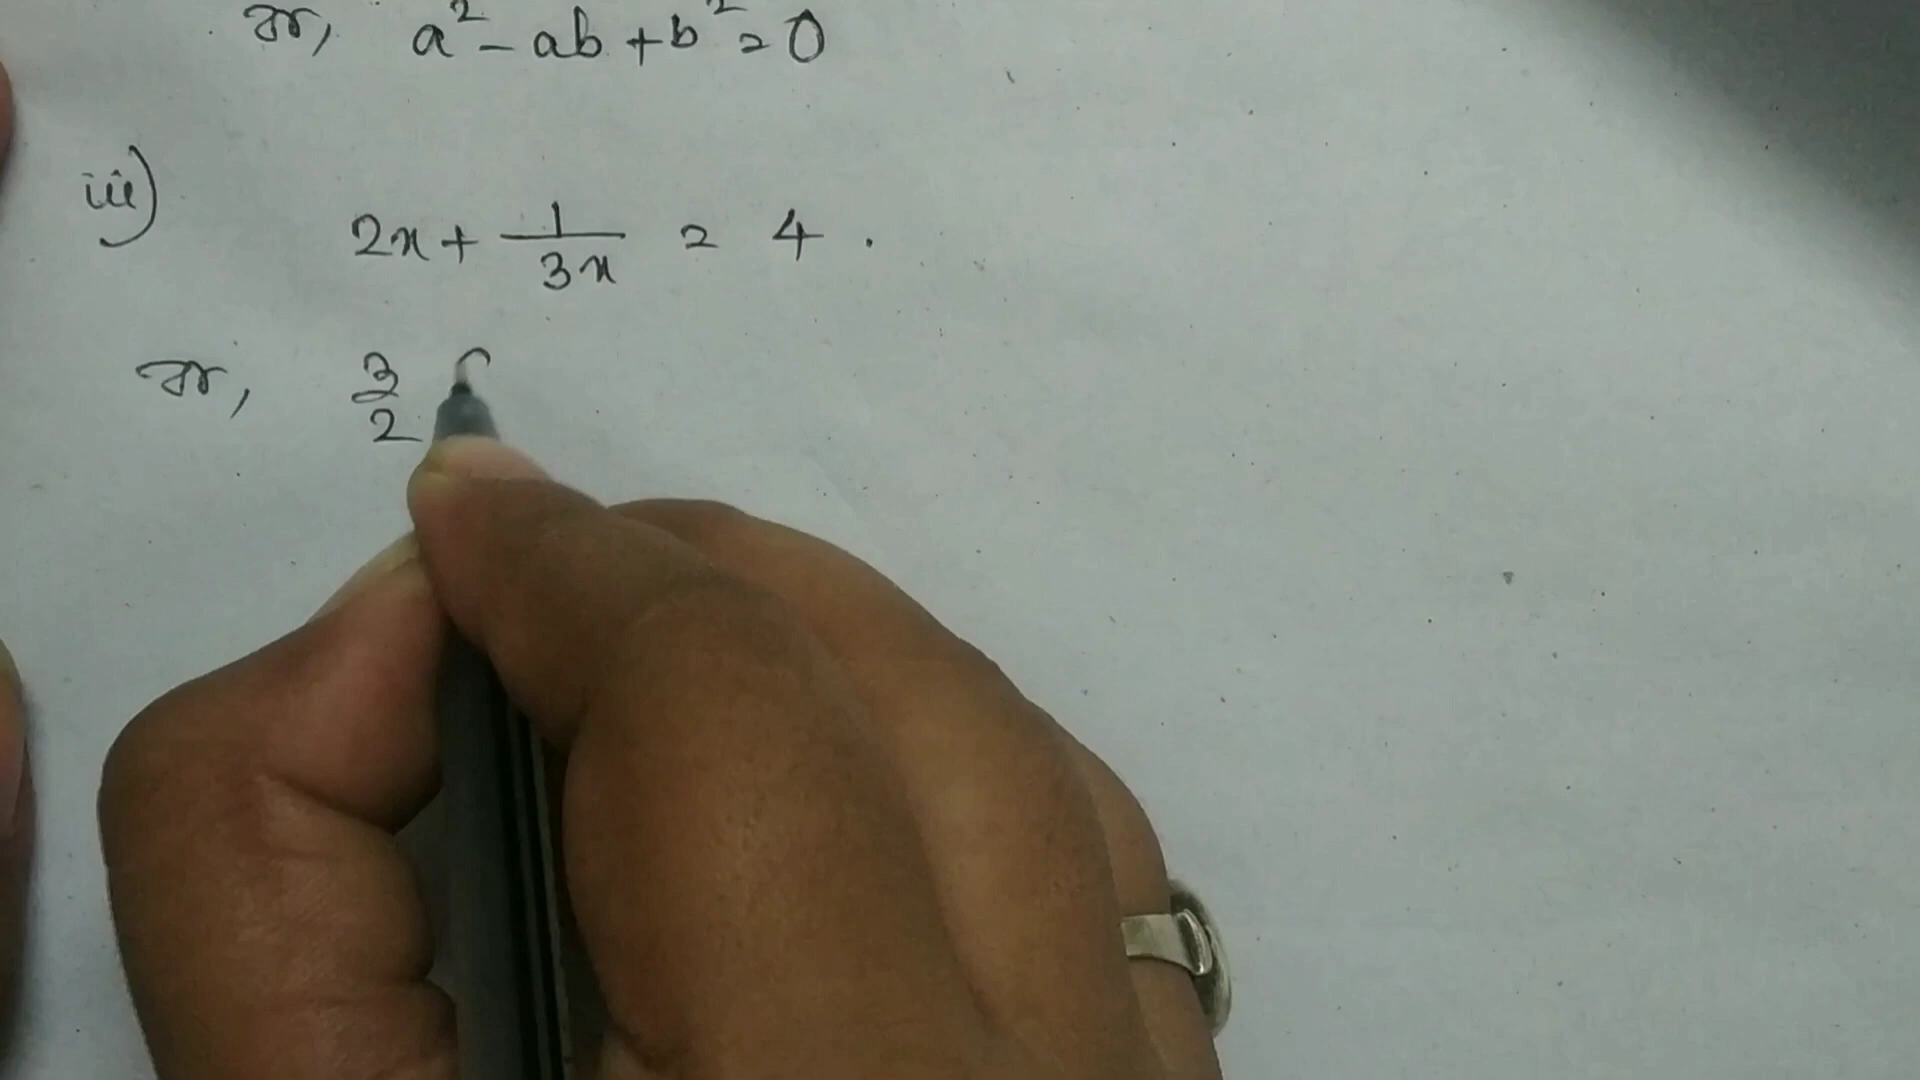 বা, a² - ab + b² = 0
iii) 2x + 1/3x = 4 .
বা, 3/2 (